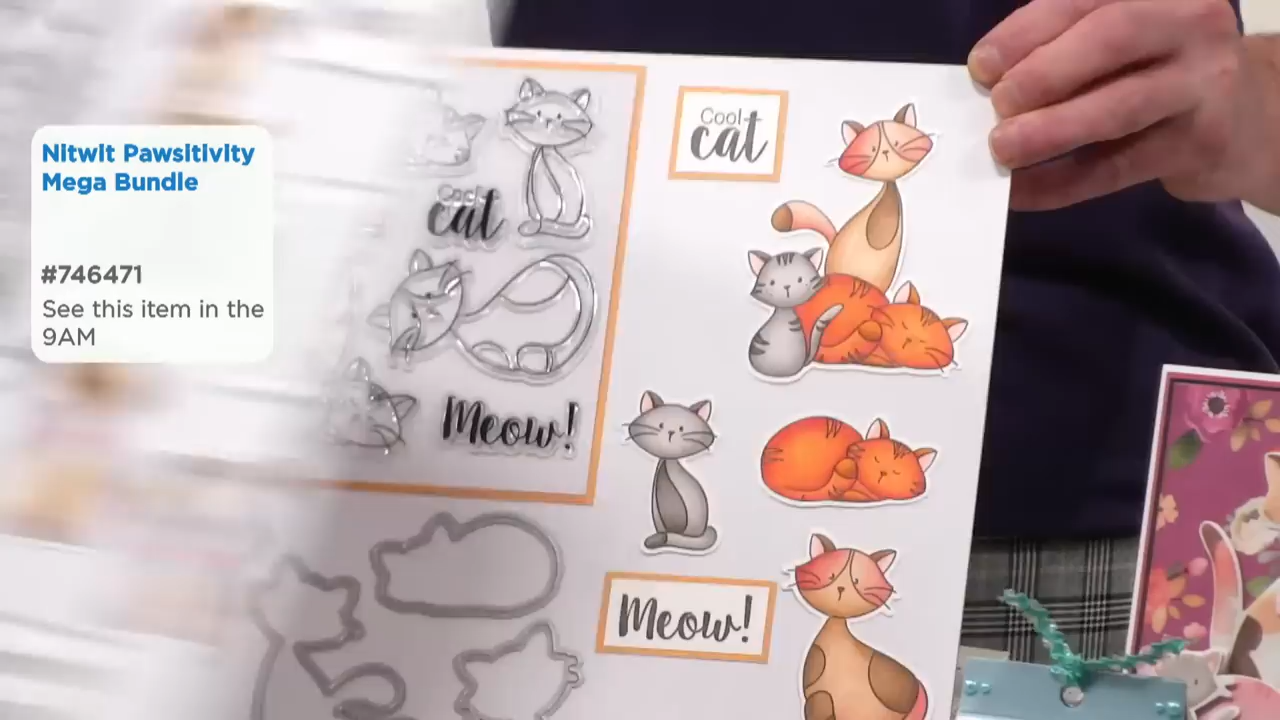 Nitwit Pawsitivity
Mega Bundle
#746471
See this item in the
9AM
Cool
cat
Cool
cat
Meow!
Meow!